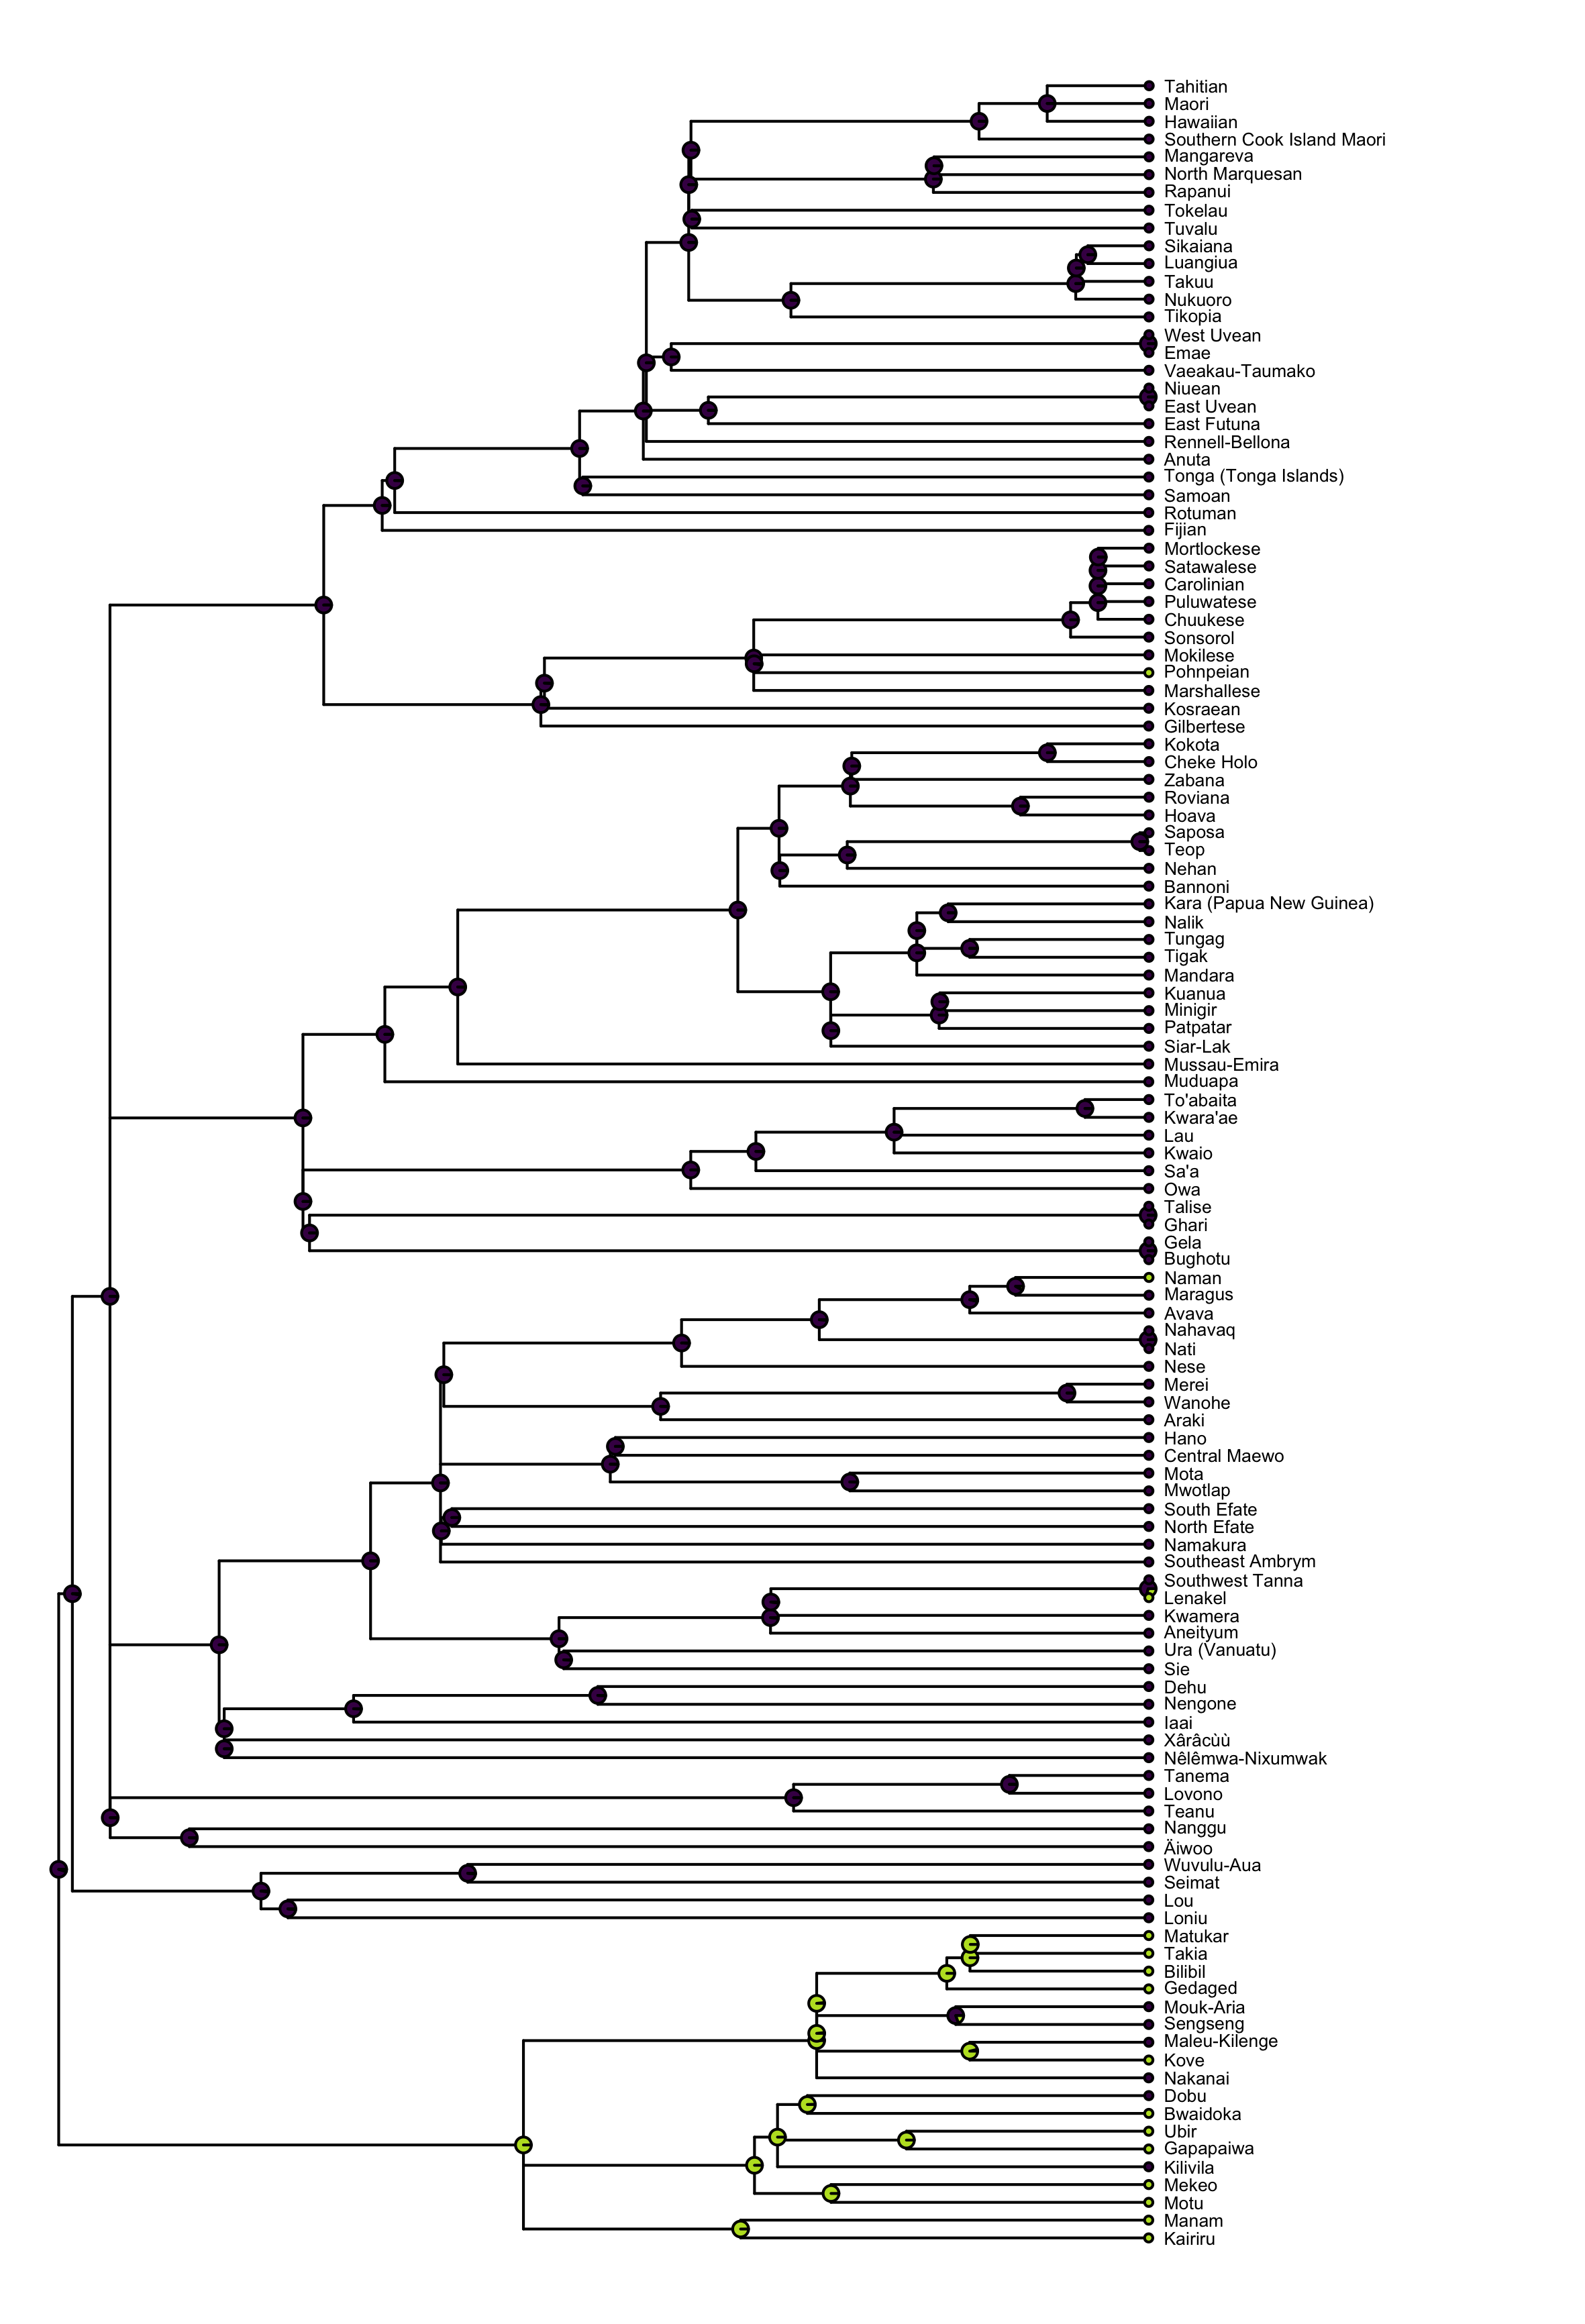 Tahitian
Maori
Hawaiian
Southern Cook Island Maori
Mangareva
North Marquesan
Rapanui
Tokelau
Tuvalu
Sikaiana
Luangiua
Takuu
Nukuoro
Tikopia
West Uvean
Emae
Vaeakau-Taumako
Niuean
East Uvean
East Futuna
Rennell-Bellona
Anuta
Tonga (Tonga Islands)
Samoan
Rotuman
Fijian
Mortlockese
Satawalese
Carolinian
Puluwatese
Chuukese
Sonsorol
Mokilese
Pohnpeian
Marshallese
Kosraean
Gilbertese
Kokota
Cheke Holo
Zabana
Roviana
Hoava
Saposa
Teop
Nehan
Bannoni
Kara (Papua New Guinea)
Nalik
Tungag
Tigak
Mandara
Kuanua
Minigir
Patpatar
Siar-Lak
Mussau-Emira
Muduapa
To'abaita
Kwara'ae
Lau
Kwaio
Sa'a
Owa
Talise
Ghari
Gela
Bughotu
Naman
Maragus
Avava
Nahavaq
Nati
Nese
Merei
Wanohe
Araki
Hano
Central Maewo
Mota
Mwotlap
South Efate
North Efate
Namakura
Southeast Ambrym
Southwest Tanna
Lenakel
Kwamera
Aneityum
Ura (Vanuatu)
Sie
Dehu
Nengone
Iaai
Xârâcùù
Nêlêmwa-Nixumwak
Tanema
Lovono
Teanu
Nanggu
Äiwoo
Wuvulu-Aua
Seimat
Lou
Loniu
Matukar
Takia
Bilibil
Gedaged
Mouk-Aria
Sengseng
Maleu-Kilenge
Kove
Nakanai
Dobu
Bwaidoka
Ubir
Gapapaiwa
Kilivila
Mekeo
Motu
Manam
Kairiru